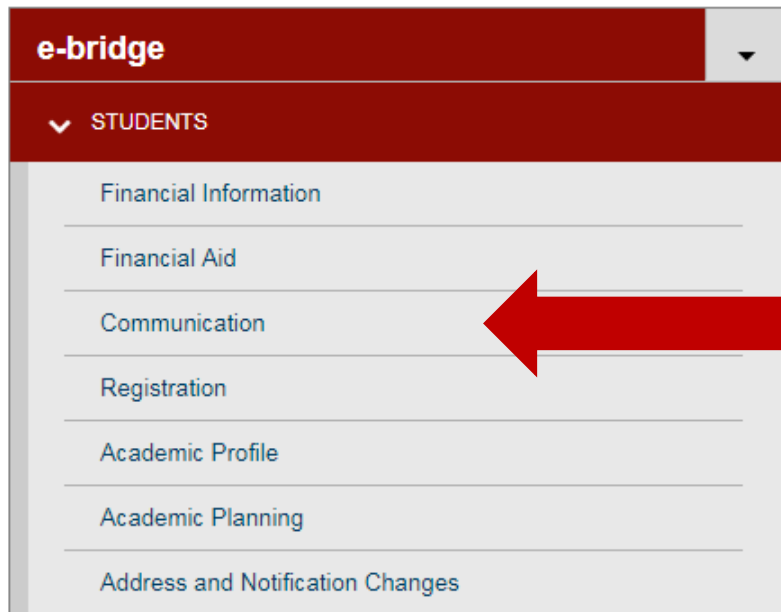 e-bridge
STUDENTS
Financial Information
Financial Aid
Communication
Registration
Academic Profile
Academic Planning
Address and Notification Changes